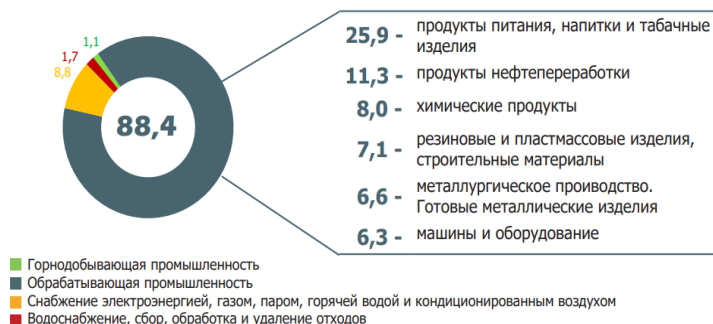 1,1
1,7
8,8
88,4
25,9 - продукты питания, напитки и табачные
изделия
11,3 - продукты нефтепереработки
8,0 - химические продукты
7,1 - резиновые и пластмассовые изделия,
строительные материалы
6,6 - металлургическое проиводство.
Готовые металлические изделия
6,3 - машины и оборудование
Горнодобывающая промышленность
Обрабатывающая промышленность
Снабжение электроэнергией, газом, паром, горячей водой и кондиционированным воздухом
Водоснабжение, сбор, обработка и удаление отходов